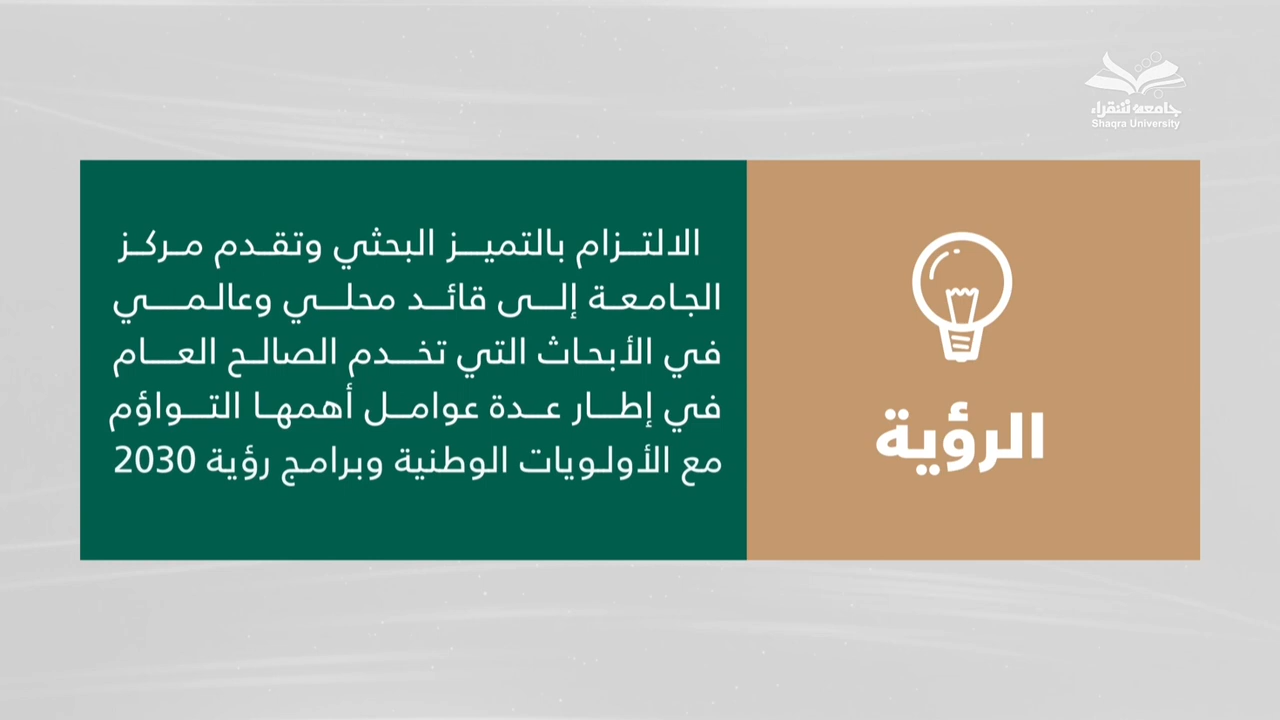 جامعة شقراء
Shaqra University
الرؤية
الالتزام بالتميز البحثي وتقدم مركز
الجامعة إلى قائد محلي وعالمي
في الأبحاث التي تخدم الصالح العام
في إطار عدة عوامل أهمها التواؤم
مع الأولويات الوطنية وبرامج رؤية 2030